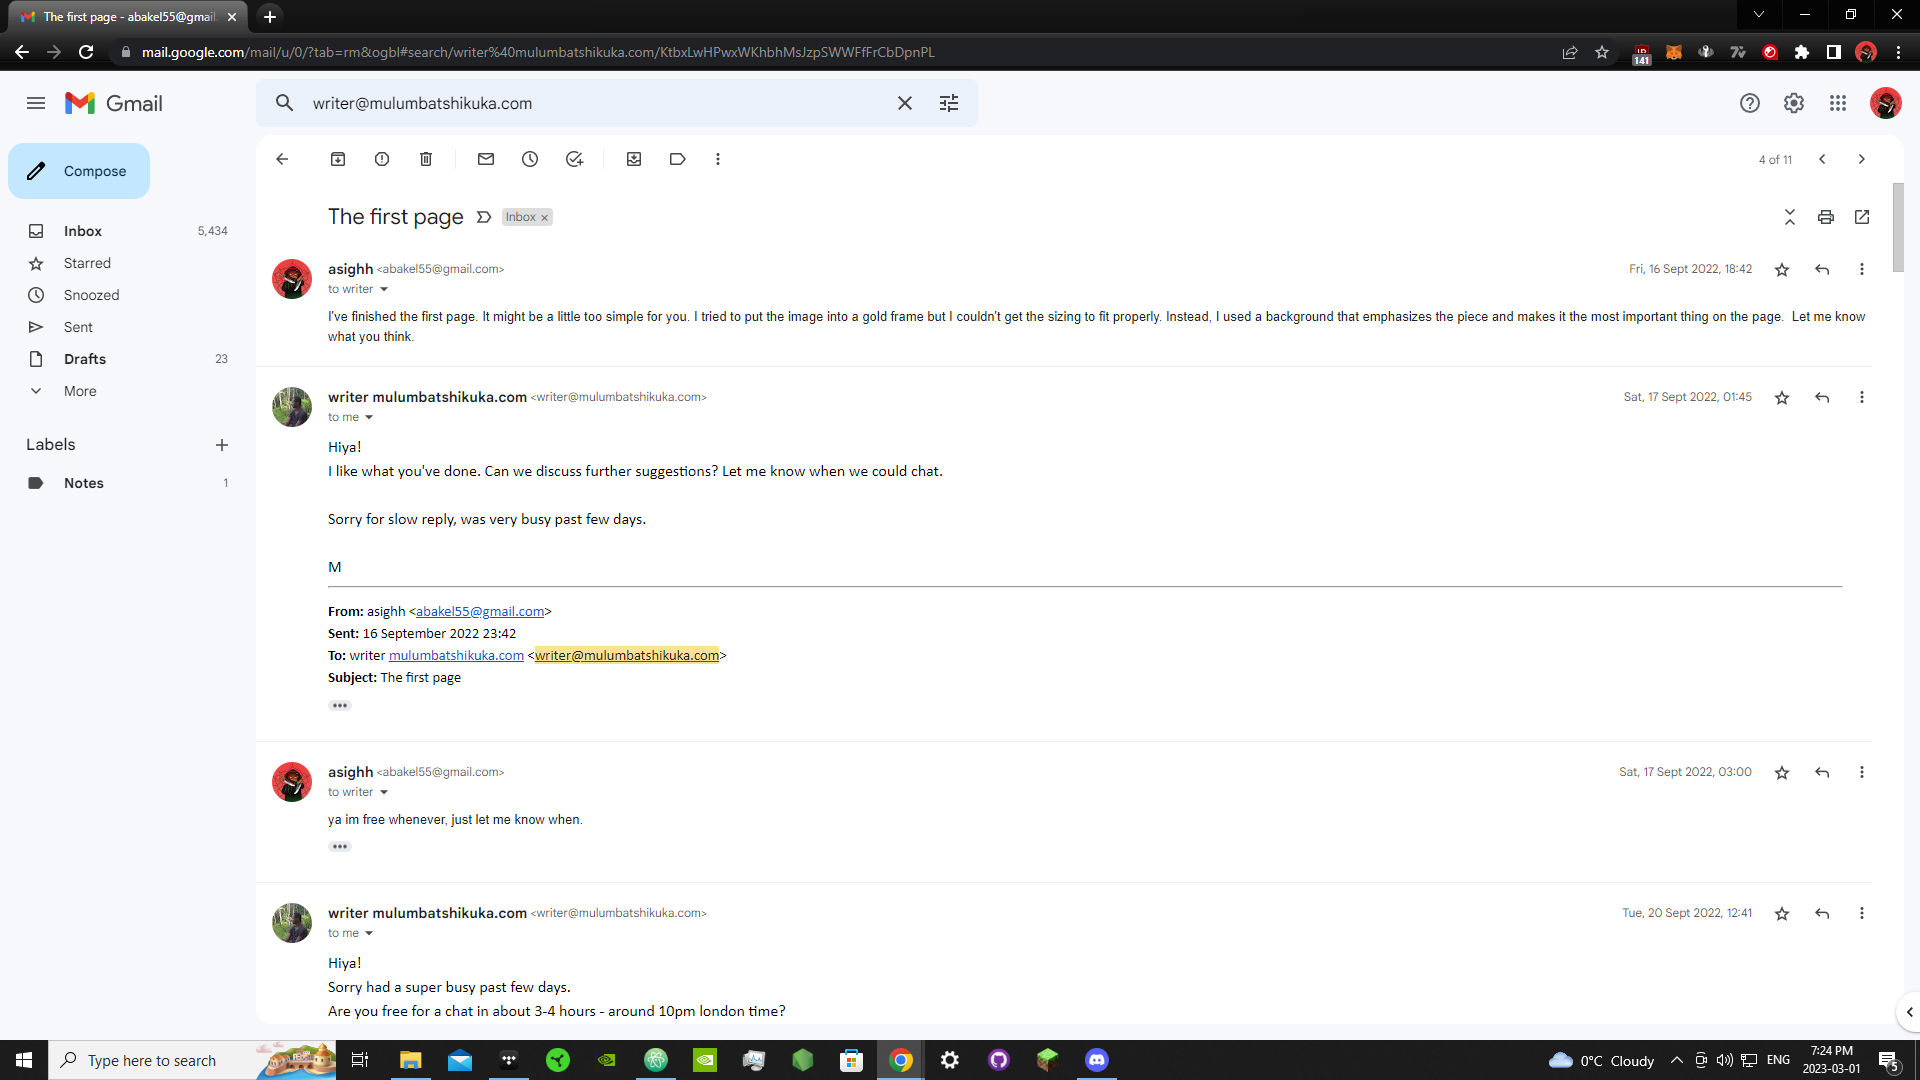 The first page - abakel55@gmail.
mail.google.com/mail/u/0/?tab=rm&ogbl#search/writer%40mulumbatshikuka.com/KtbxLwHPwxWKhbhMsJzpSWWFfFrCbDpnPL
141
Gmail
writer@mulumbatshikuka.com
Compose
4 of 11
The first page
Inbox ×
Inbox 5,434
Starred
Snoozed
Sent
Drafts 23
More
Labels
Notes 1
asighh <abakel55@gmail.com>
Fri, 16 Sept 2022, 18:42
to writer
I've finished the first page. It might be a little too simple for you. I tried to put the image into a gold frame but I couldn't get the sizing to fit properly. Instead, I used a background that emphasizes the piece and makes it the most important thing on the page.  Let me know
what you think.
writer mulumbatshikuka.com <writer@mulumbatshikuka.com>
Sat, 17 Sept 2022, 01:45
to me
Hiya!
I like what you've done. Can we discuss further suggestions? Let me know when we could chat.
Sorry for slow reply, was very busy past few days.
M
From: asighh <abakel55@gmail.com>
Sent: 16 September 2022 23:42
To: writer mulumbatshikuka.com <writer@mulumbatshikuka.com>
Subject: The first page
asighh <abakel55@gmail.com>
Sat, 17 Sept 2022, 03:00
to writer
ya im free whenever, just let me know when.
writer mulumbatshikuka.com <writer@mulumbatshikuka.com>
Tue, 20 Sept 2022, 12:41
to me
Hiya!
Sorry had a super busy past few days.
Are you free for a chat in about 3-4 hours - around 10pm london time?
Type here to search
0°C Cloudy
ENG
7:24 PM
2023-03-01
5